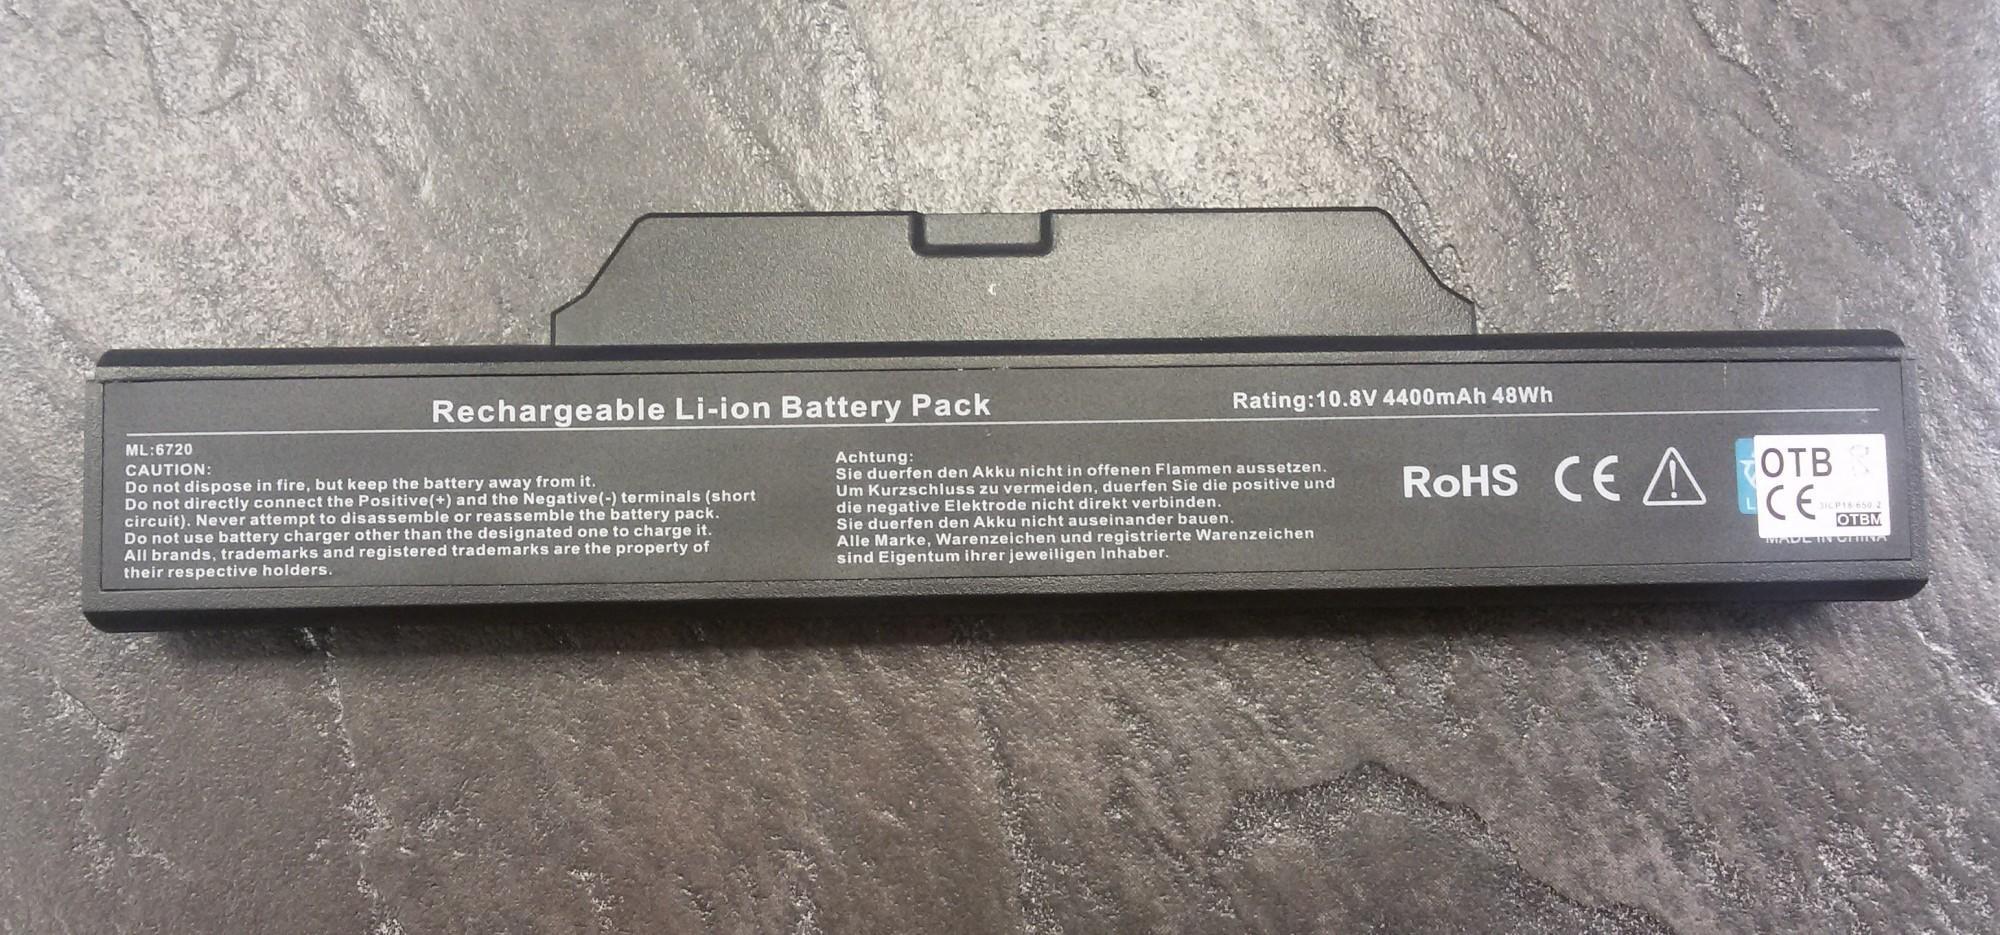 Rechargeable Li-ion Battery Pack
Rating:10.8V 4400mAh 48Wh
ML:6720
CAUTION:
Do not dispose in fire, but keep the battery away from it.
Do not directly connect the Positive(+) and the Negative(-) terminals (short
circuit). Never attempt to disassemble or reassemble the battery pack.
Do not use battery charger other than the designated one to charge it.
All brands, trademarks and registered trademarks are the property of
their respective holders.
Achtung:
Sie duerfen den Akku nicht in offenen Flammen aussetzen.
Um Kurzschluss zu vermeiden, duerfen Sie die positive und
die negative Elektrode nicht direkt verbinden.
Sie duerfen den Akku nicht auseinander bauen.
Alle Marke, Warenzeichen und registrierte Warenzeichen
sind Eigentum ihrer jeweiligen Inhaber.
RoHS CE
OTB
CE
OTBM
MADE IN CHINA